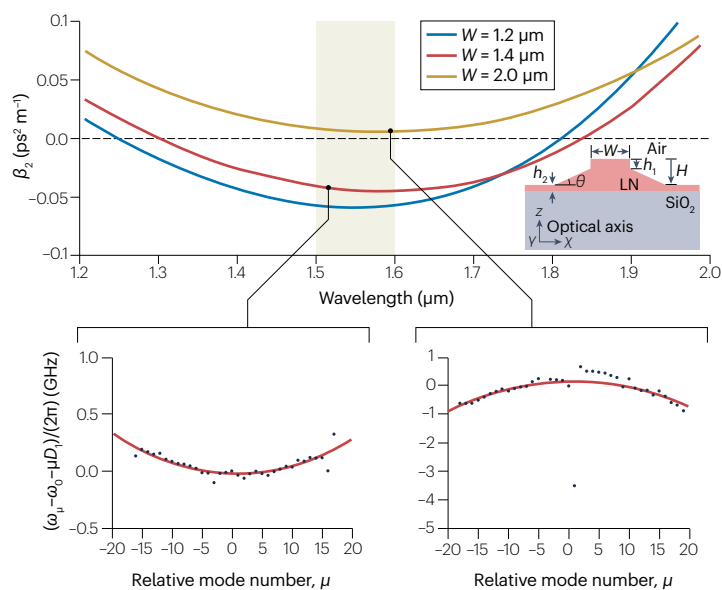 0.1
0.05
0.0
–0.05
–0.1
β₂ (ps² m⁻¹)
W = 1.2 μm
W = 1.4 μm
W = 2.0 μm
W
Air
h₁
H
h₂
θ
LN
SiO₂
Z
Optical axis
Y
X
1.2 1.3 1.4 1.5 1.6 1.7 1.8 1.9 2.0
Wavelength (μm)
(ωμ–ω₀–μD₁)/(2π) (GHz)
1.0
0.5
0.0
–0.5
–20 –15 –10 –5 0 5 10 15 20
Relative mode number, μ
1
0
–1
–2
–3
–4
–5
–20 –15 –10 –5 0 5 10 15 20
Relative mode number, μ